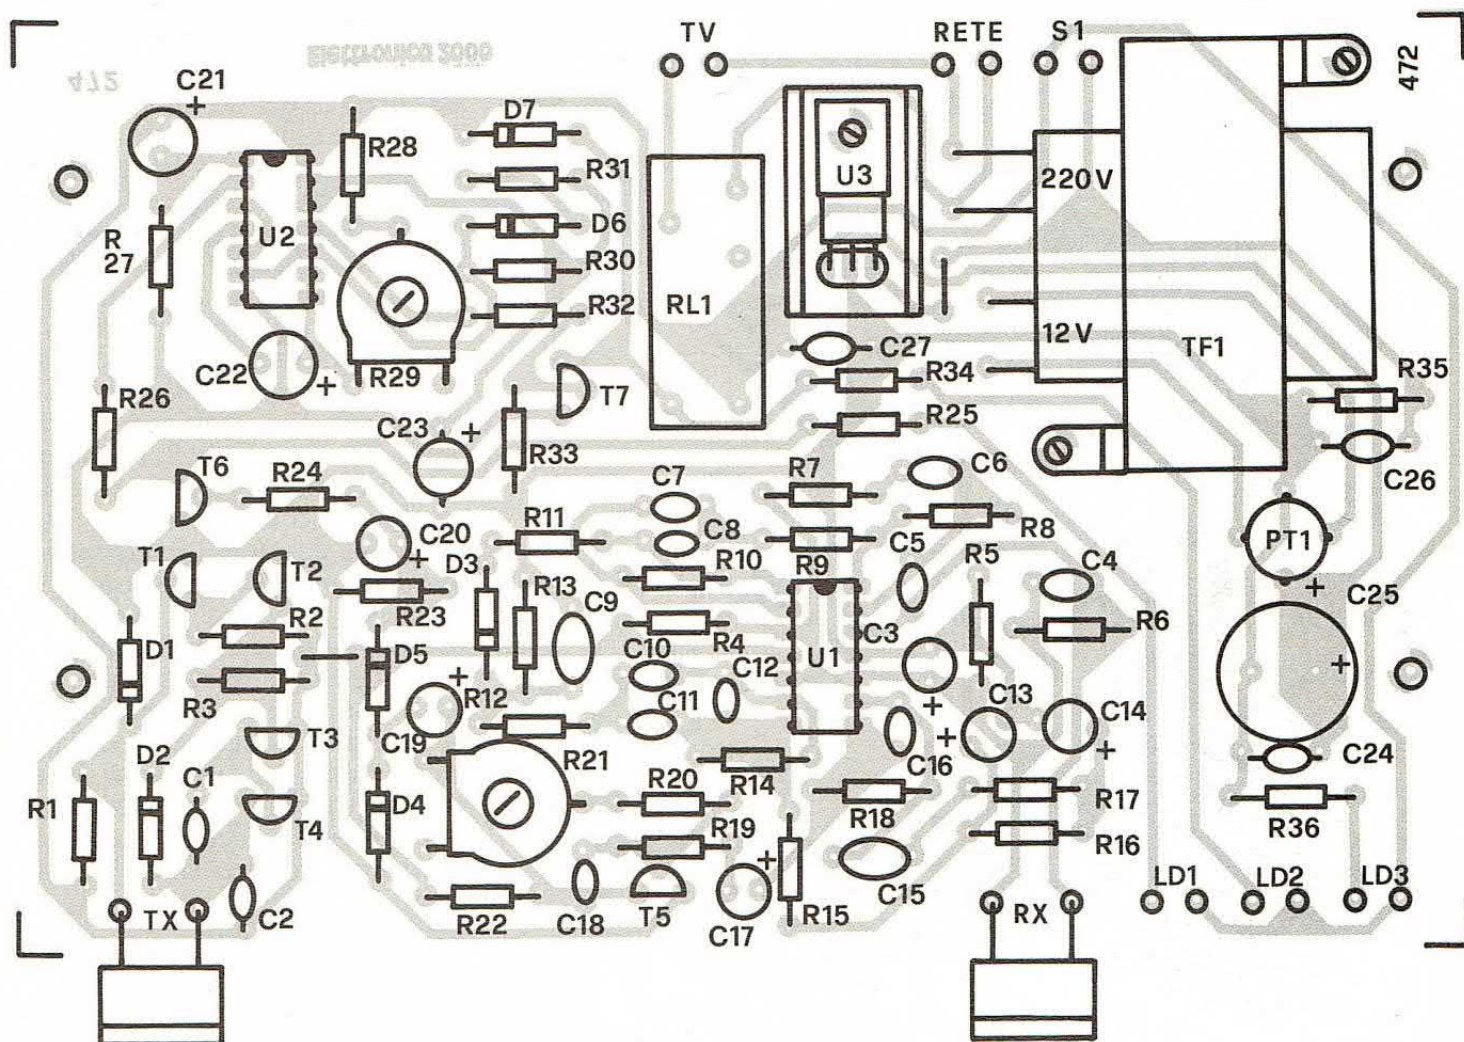 TV
RETE
S1
Elettronica 2000
472
C21
+
472
D7
R28
R31
U3
220V
D6
R
27
U2
R30
R32
RL1
12V
TF1
C27
C22
+
R29
R34
R35
R26
T7
C23
+
R25
R33
C26
T6
R24
C7
R7
C6
R11
C8
R8
C20
+
PT1
T1
T2
D3
R13
R10
R9
C5
R5
C4
R23
C9
+
C25
R2
R4
C3
R6
D1
D5
C10
C12
U1
+
R3
R12
+
C19
C11
C13
+
C14
+
T3
D2
C1
R21
R14
C16
+
C24
R1
T4
D4
R20
R18
R17
R19
R16
R36
+
C15
LD1
LD2
LD3
TX
C2
R22
C18
T5
C17
R15
RX